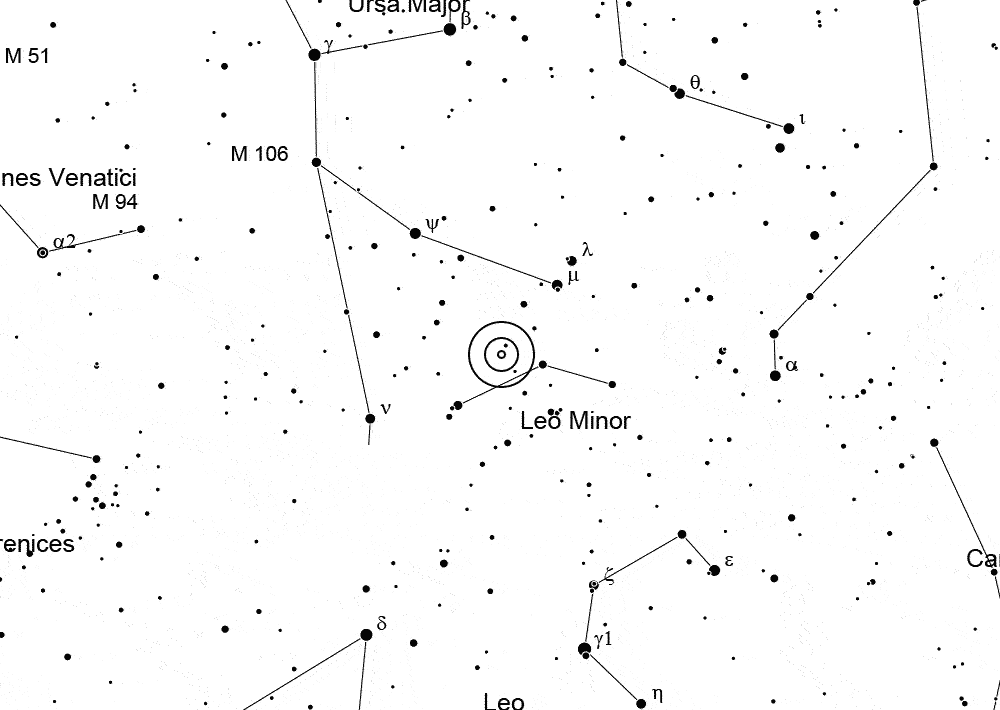 Ursa Major
β
γ
M 51
θ
ι
M 106
nes Venatici
M 94
ψ
α2
λ
μ
α
ν
Leo Minor
renices
ε
Ca
ζ
δ
γ1
η
Leo